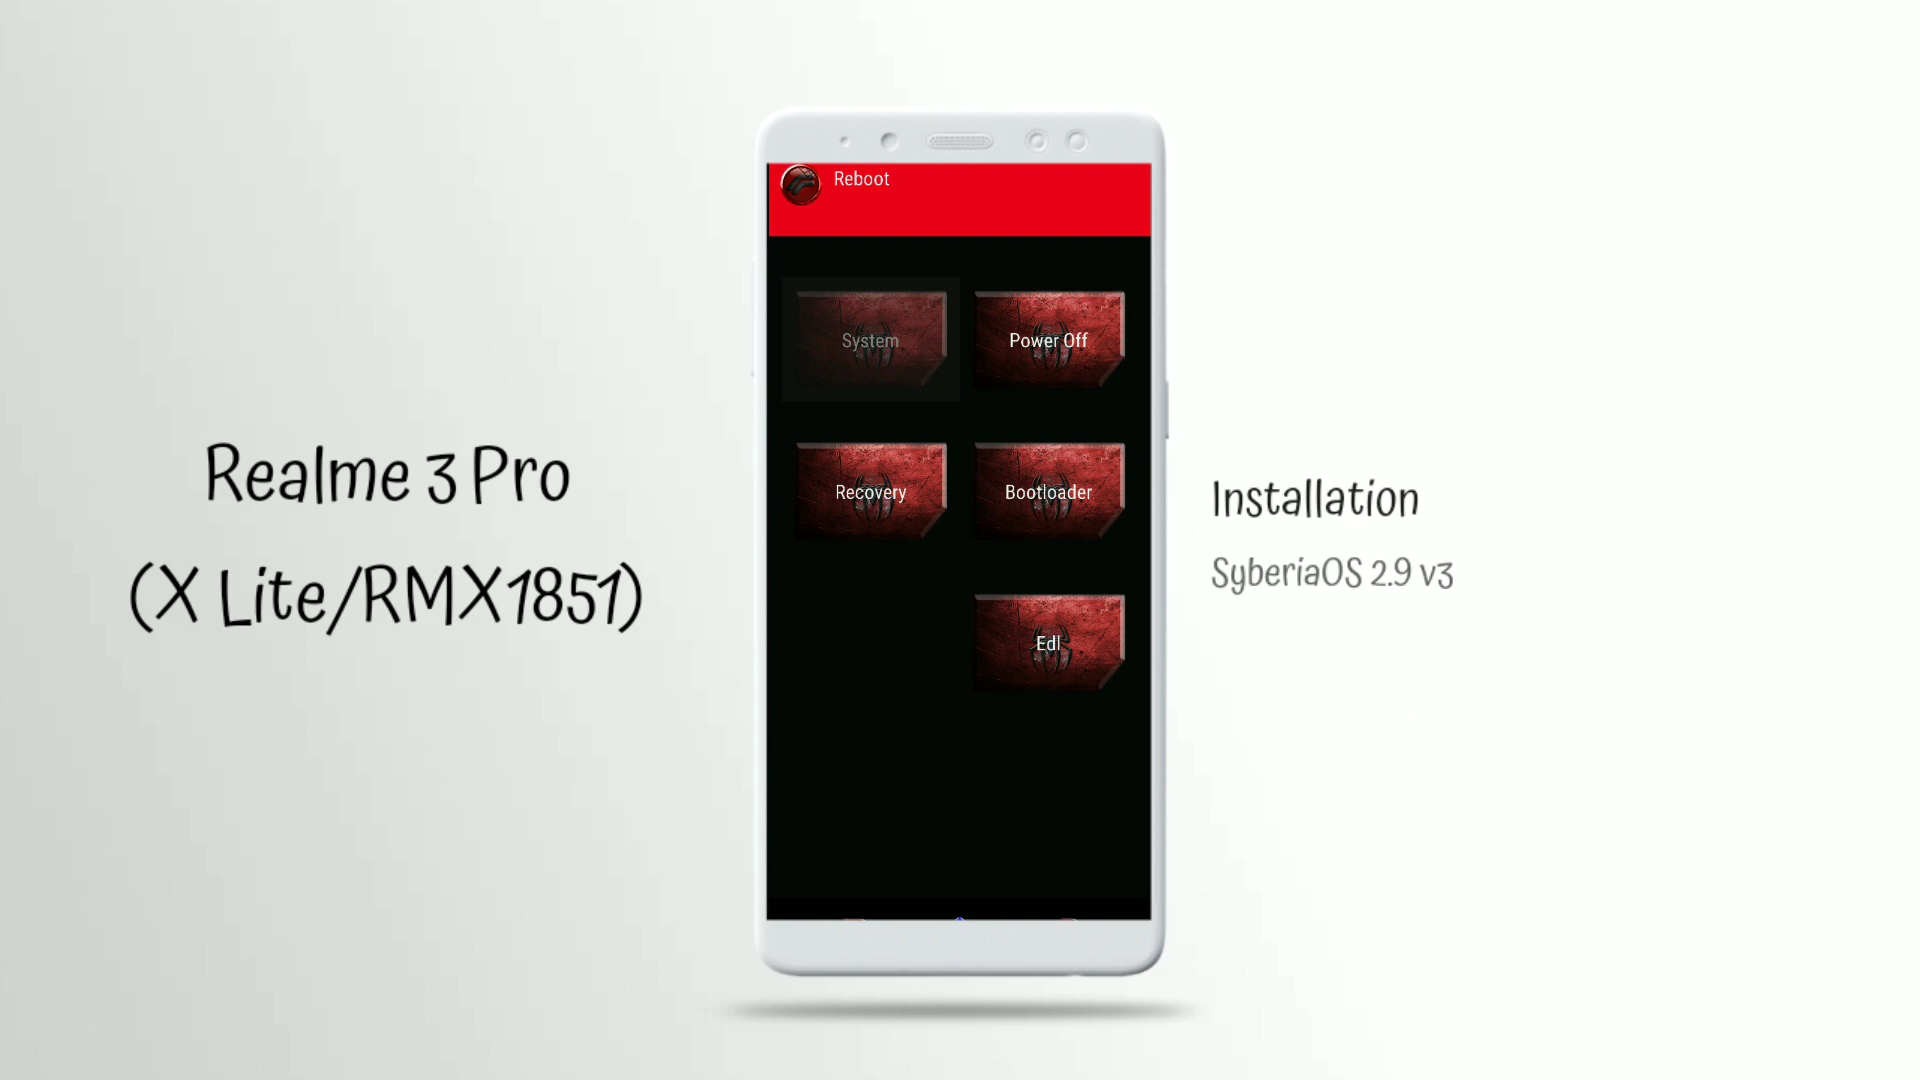 Realme 3 Pro
(X Lite/RMX1851)
Reboot
System
Power Off
Recovery
Bootloader
Edl
Installation
SyberiaOS 2.9 v3